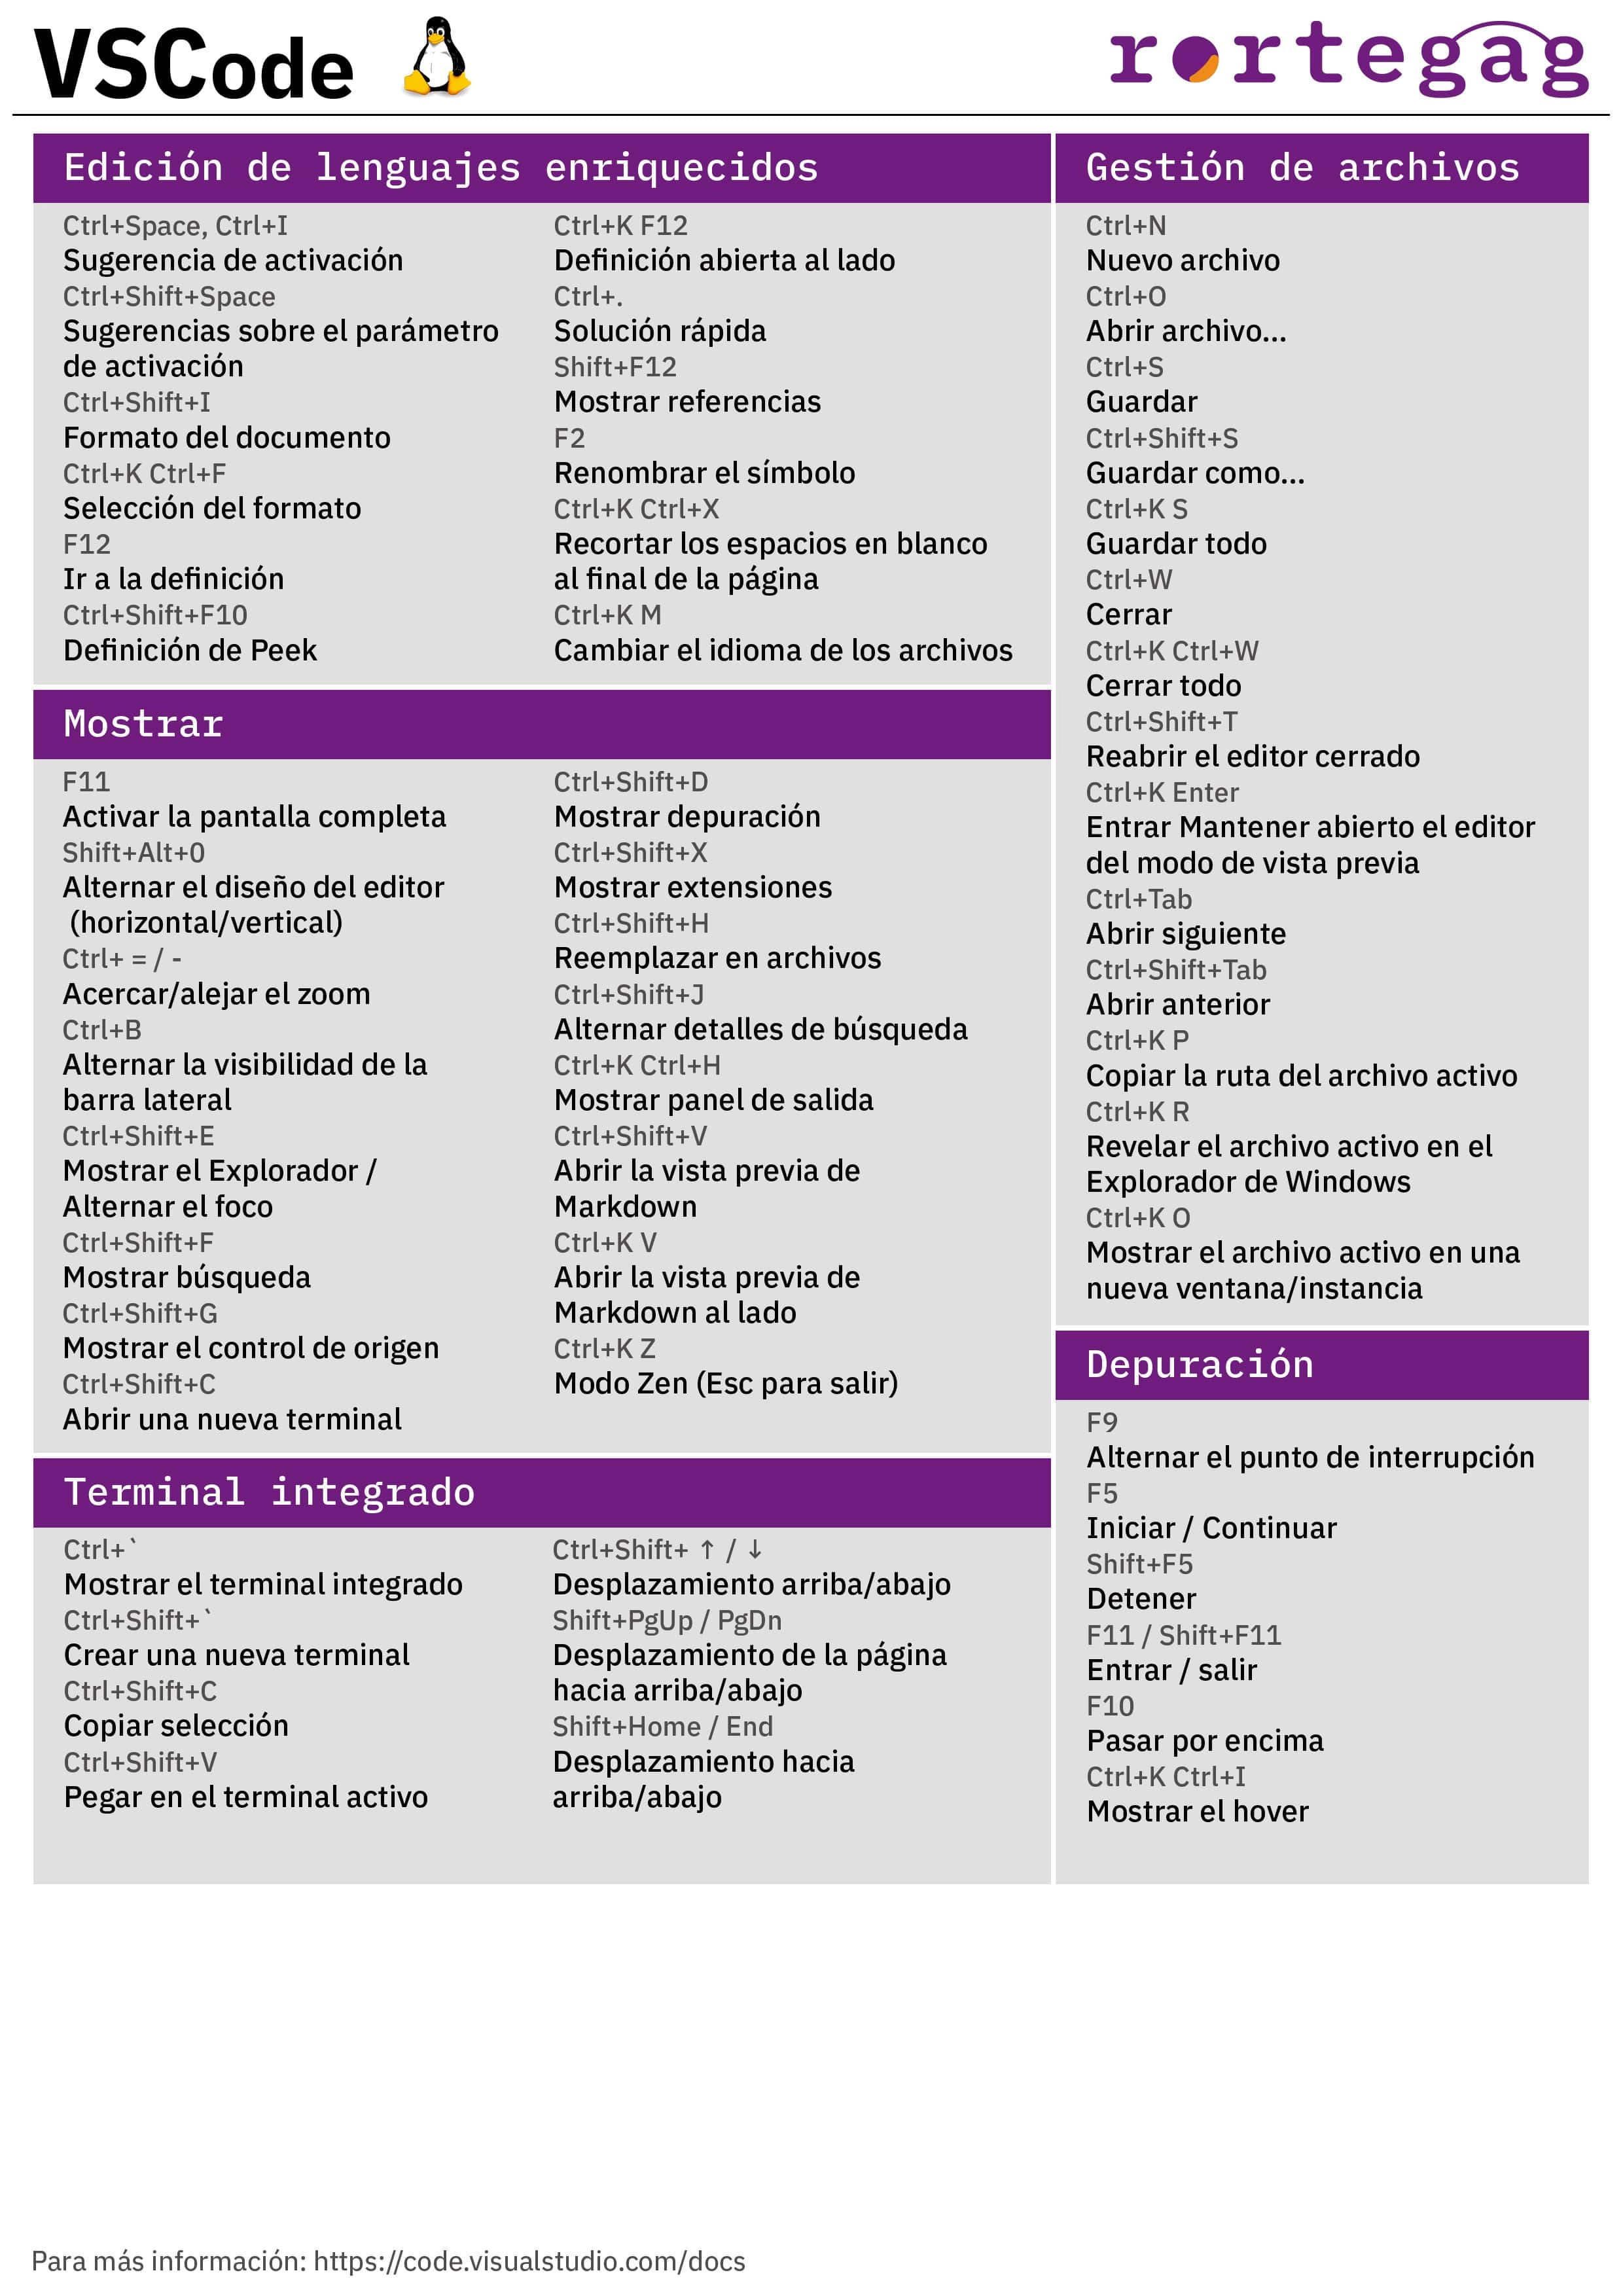 VSCode
rortegag
Edición de lenguajes enriquecidos
Ctrl+Space, Ctrl+I
Sugerencia de activación
Ctrl+Shift+Space
Sugerencias sobre el parámetro
de activación
Ctrl+Shift+I
Formato del documento
Ctrl+K Ctrl+F
Selección del formato
F12
Ir a la definición
Ctrl+Shift+F10
Definición de Peek
Ctrl+K F12
Definición abierta al lado
Ctrl+.
Solución rápida
Shift+F12
Mostrar referencias
F2
Renombrar el símbolo
Ctrl+K Ctrl+X
Recortar los espacios en blanco
al final de la página
Ctrl+K M
Cambiar el idioma de los archivos
Mostrar
F11
Activar la pantalla completa
Shift+Alt+0
Alternar el diseño del editor
(horizontal/vertical)
Ctrl+ = / -
Acercar/alejar el zoom
Ctrl+B
Alternar la visibilidad de la
barra lateral
Ctrl+Shift+E
Mostrar el Explorador /
Alternar el foco
Ctrl+Shift+F
Mostrar búsqueda
Ctrl+Shift+G
Mostrar el control de origen
Ctrl+Shift+C
Abrir una nueva terminal
Ctrl+Shift+D
Mostrar depuración
Ctrl+Shift+X
Mostrar extensiones
Ctrl+Shift+H
Reemplazar en archivos
Ctrl+Shift+J
Alternar detalles de búsqueda
Ctrl+K Ctrl+H
Mostrar panel de salida
Ctrl+Shift+V
Abrir la vista previa de
Markdown
Ctrl+K V
Abrir la vista previa de
Markdown al lado
Ctrl+K Z
Modo Zen (Esc para salir)
Terminal integrado
Ctrl+`
Mostrar el terminal integrado
Ctrl+Shift+`
Crear una nueva terminal
Ctrl+Shift+C
Copiar selección
Ctrl+Shift+V
Pegar en el terminal activo
Ctrl+Shift+ ↑ / ↓
Desplazamiento arriba/abajo
Shift+PgUp / PgDn
Desplazamiento de la página
hacia arriba/abajo
Shift+Home / End
Desplazamiento hacia
arriba/abajo
Gestión de archivos
Ctrl+N
Nuevo archivo
Ctrl+O
Abrir archivo...
Ctrl+S
Guardar
Ctrl+Shift+S
Guardar como...
Ctrl+K S
Guardar todo
Ctrl+W
Cerrar
Ctrl+K Ctrl+W
Cerrar todo
Ctrl+Shift+T
Reabrir el editor cerrado
Ctrl+K Enter
Entrar Mantener abierto el editor
del modo de vista previa
Ctrl+Tab
Abrir siguiente
Ctrl+Shift+Tab
Abrir anterior
Ctrl+K P
Copiar la ruta del archivo activo
Ctrl+K R
Revelar el archivo activo en el
Explorador de Windows
Ctrl+K O
Mostrar el archivo activo en una
nueva ventana/instancia
Depuración
F9
Alternar el punto de interrupción
F5
Iniciar / Continuar
Shift+F5
Detener
F11 / Shift+F11
Entrar / salir
F10
Pasar por encima
Ctrl+K Ctrl+I
Mostrar el hover
Para más información: https://code.visualstudio.com/docs